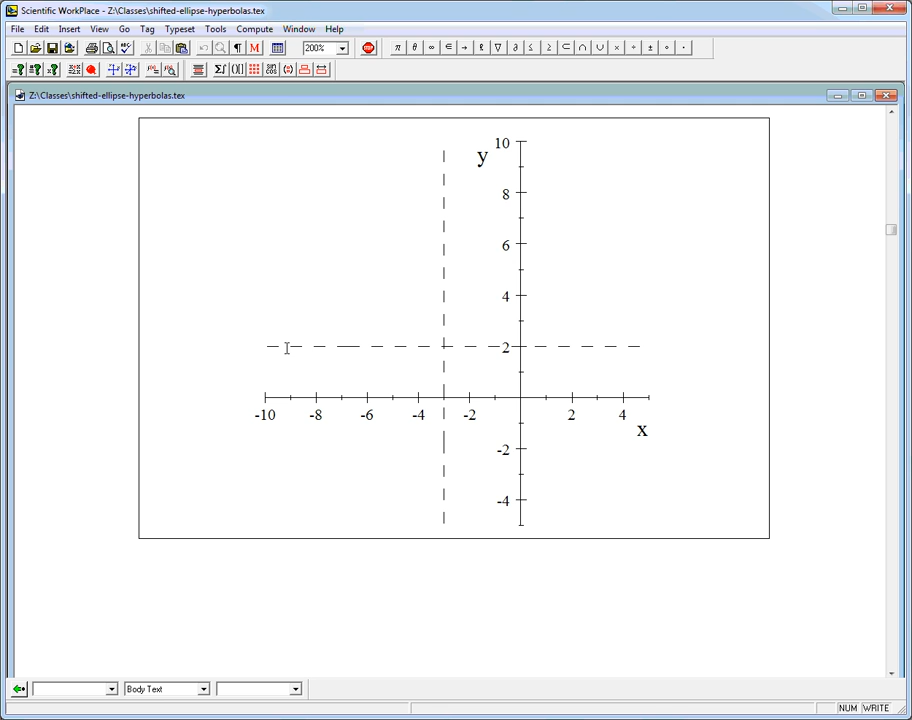 Scientific WorkPlace - Z:\Classes\shifted-ellipse-hyperbolas.tex
File Edit Insert View Go Tag Typeset Tools Compute Window Help
200%
STOP
π θ ∞ ∈ → ℓ ∇ ∂ ≤ ≥ ⊂ ∩ ∪ × ÷ ± ∘ ·
Z:\Classes\shifted-ellipse-hyperbolas.tex
10
y
8
6
4
2
-10 -8 -6 -4 -2 2 4
x
-2
-4
Body Text
NUM WRITE